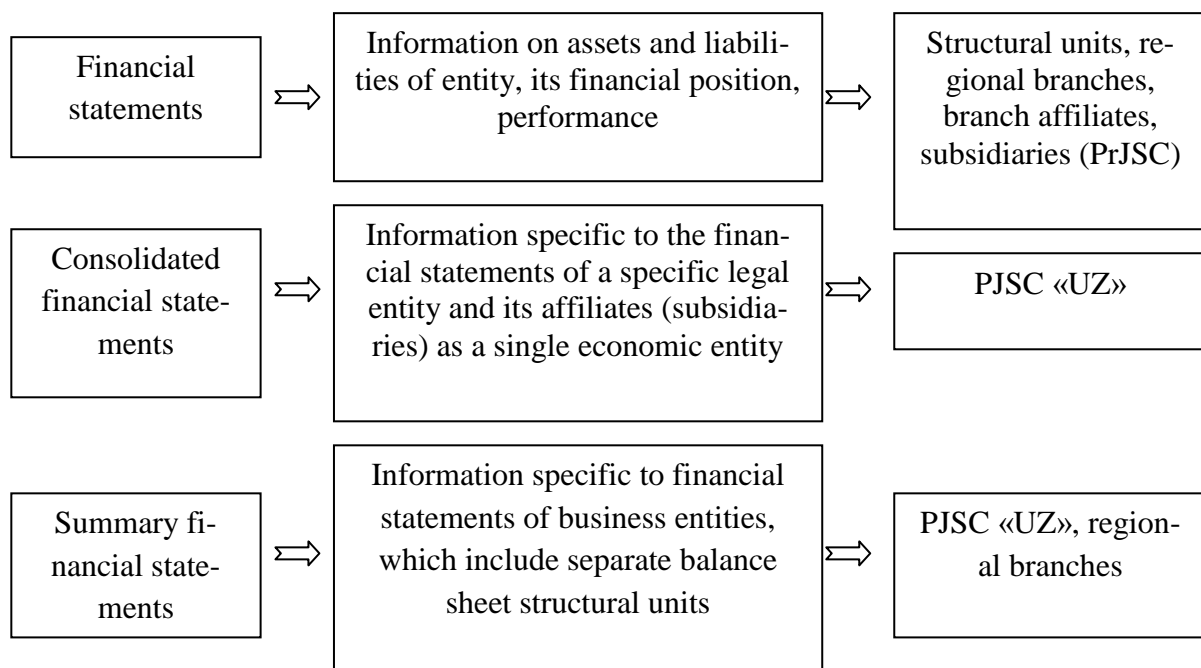 Financial
statements
Information on assets and liabili-
ties of entity, its financial position,
performance
Structural units, re-
gional branches,
branch affiliates,
subsidiaries (PrJSC)
Consolidated
financial state-
ments
Information specific to the finan-
cial statements of a specific legal
entity and its affiliates (subsidia-
ries) as a single economic entity
PJSC «UZ»
Summary fi-
nancial state-
ments
Information specific to financial
statements of business entities,
which include separate balance
sheet structural units
PJSC «UZ», region-
al branches